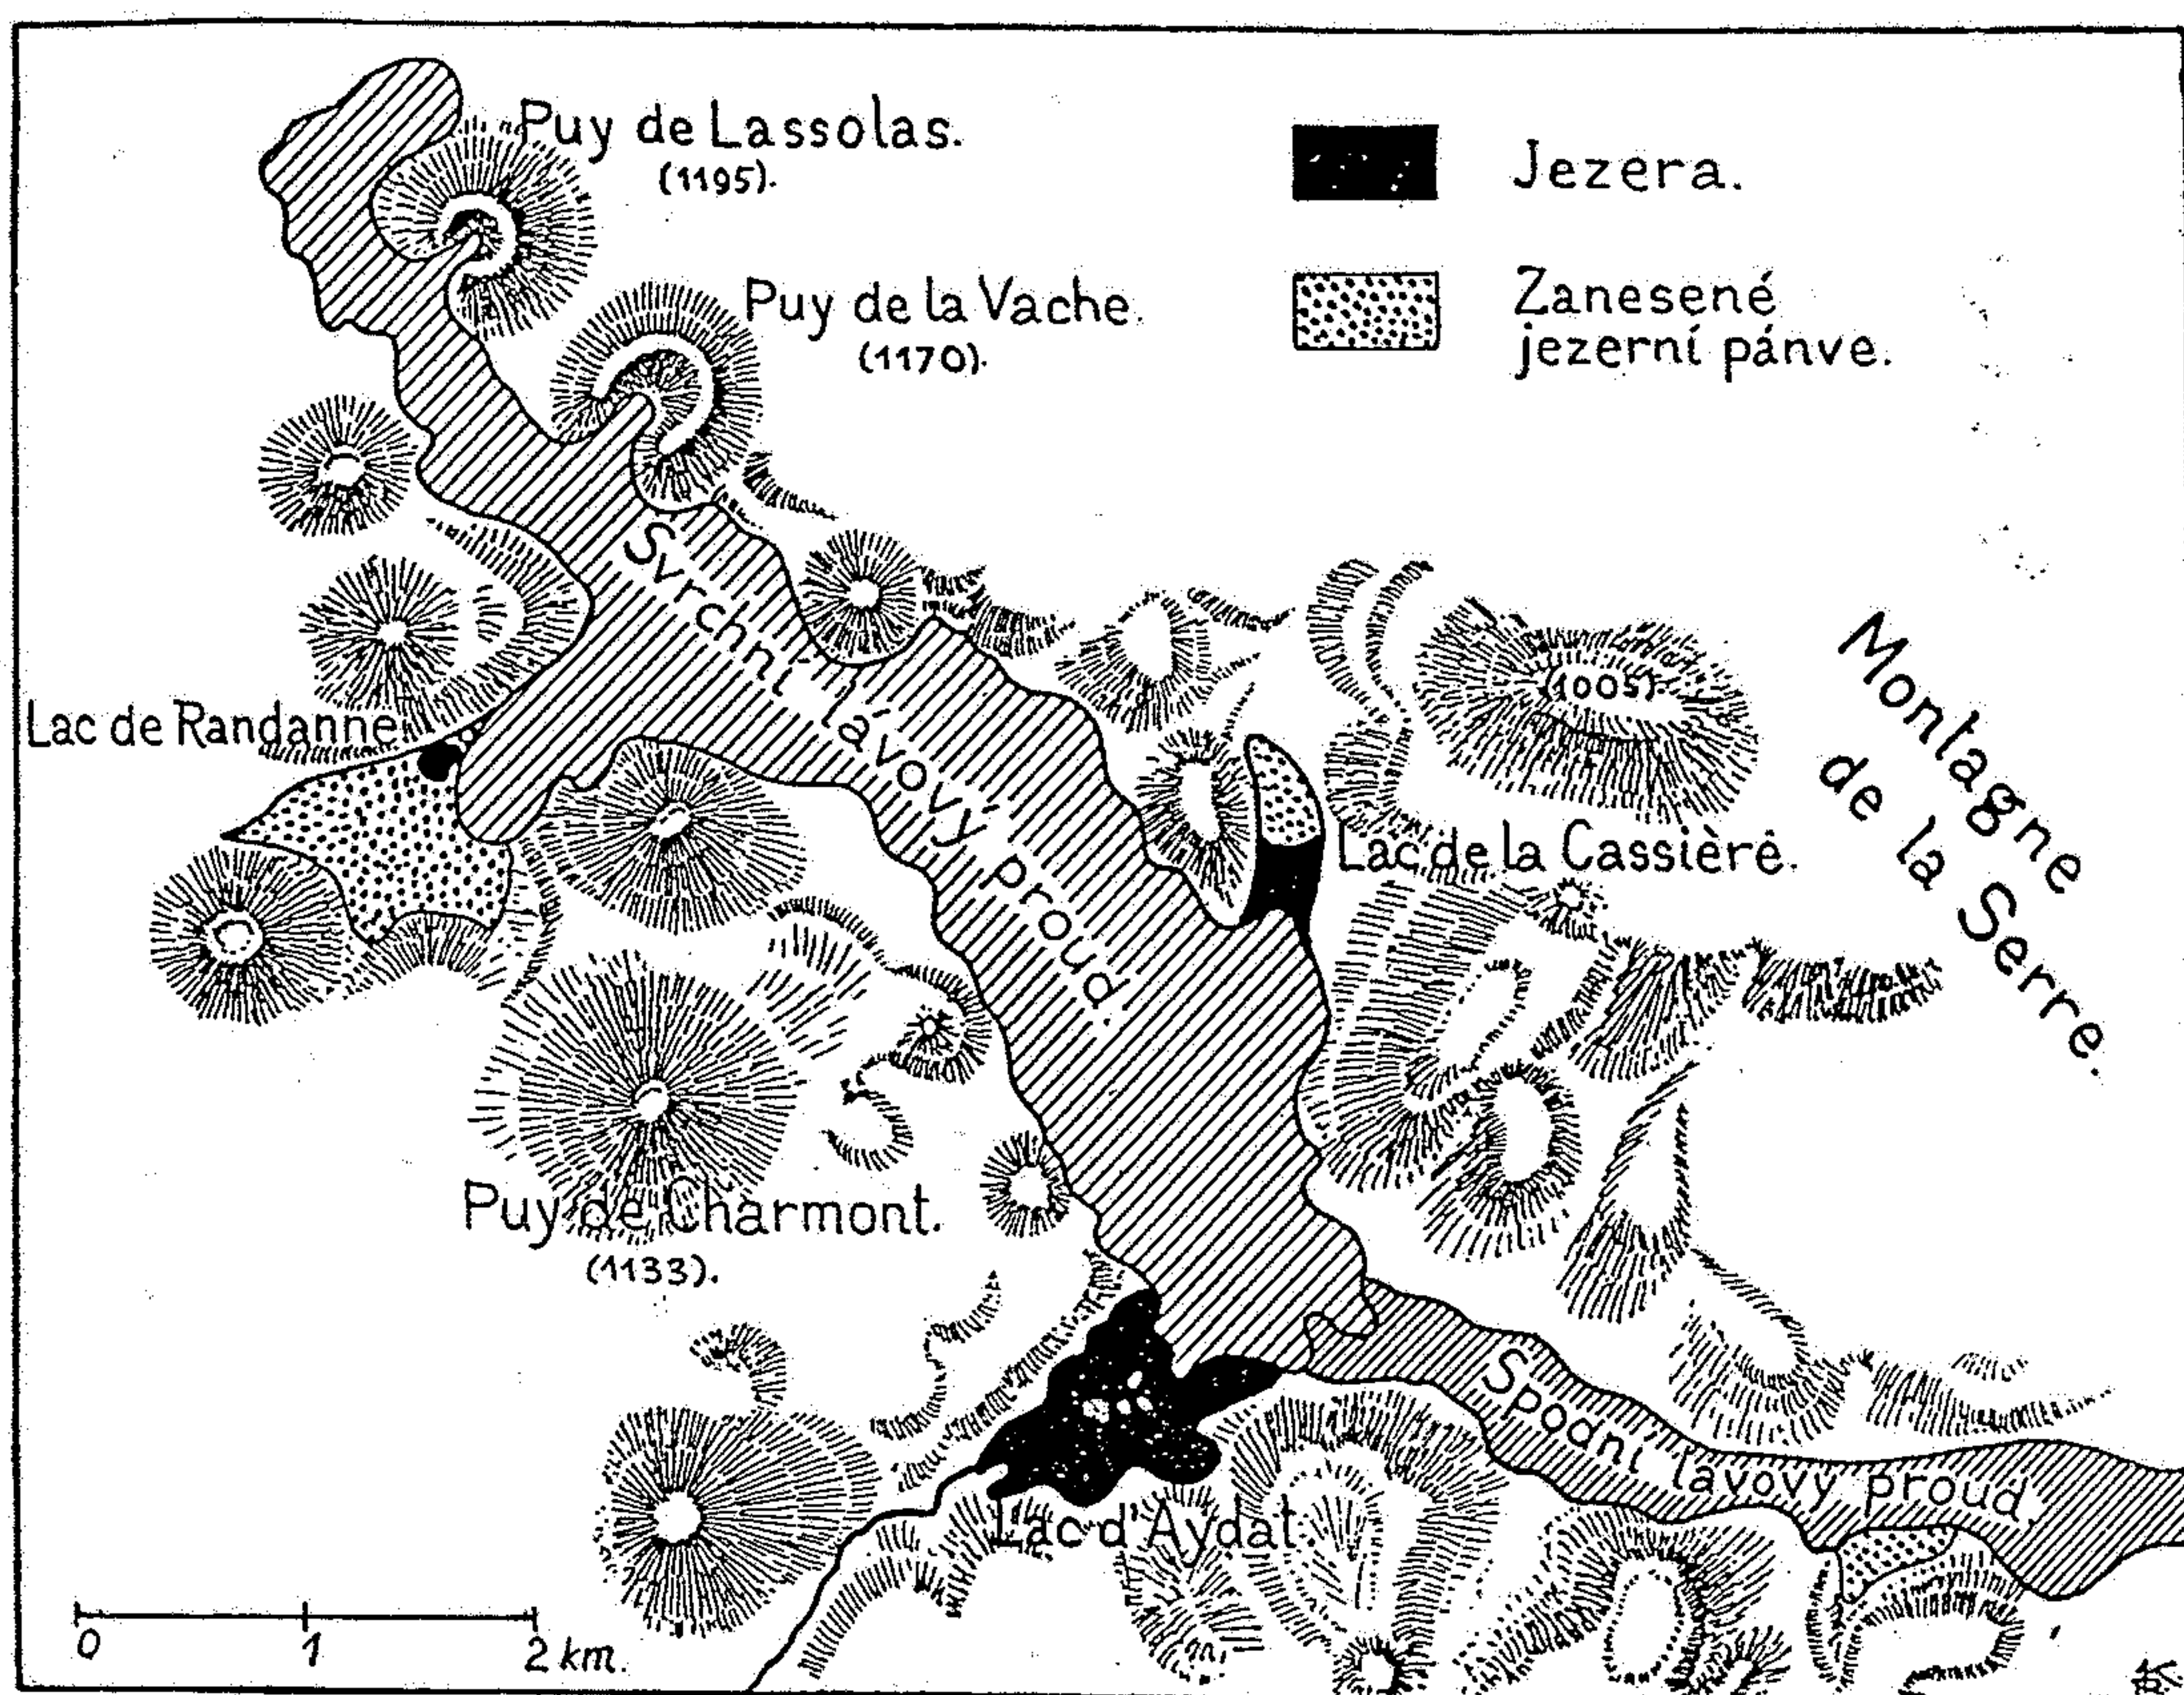 Puy de Lassolas.
(1195).
Jezera.
Puy de la Vache.
(1170).
Zanesené
jezerní pánve.
Svrchní lávový proud.
(1005).
Montagne
de la Serre.
Lac de Randanne.
Lac de la Cassière.
Puy de Charmont.
(1133).
Spodní lávový proud.
Lac d'Aydat.
0 1 2 km.